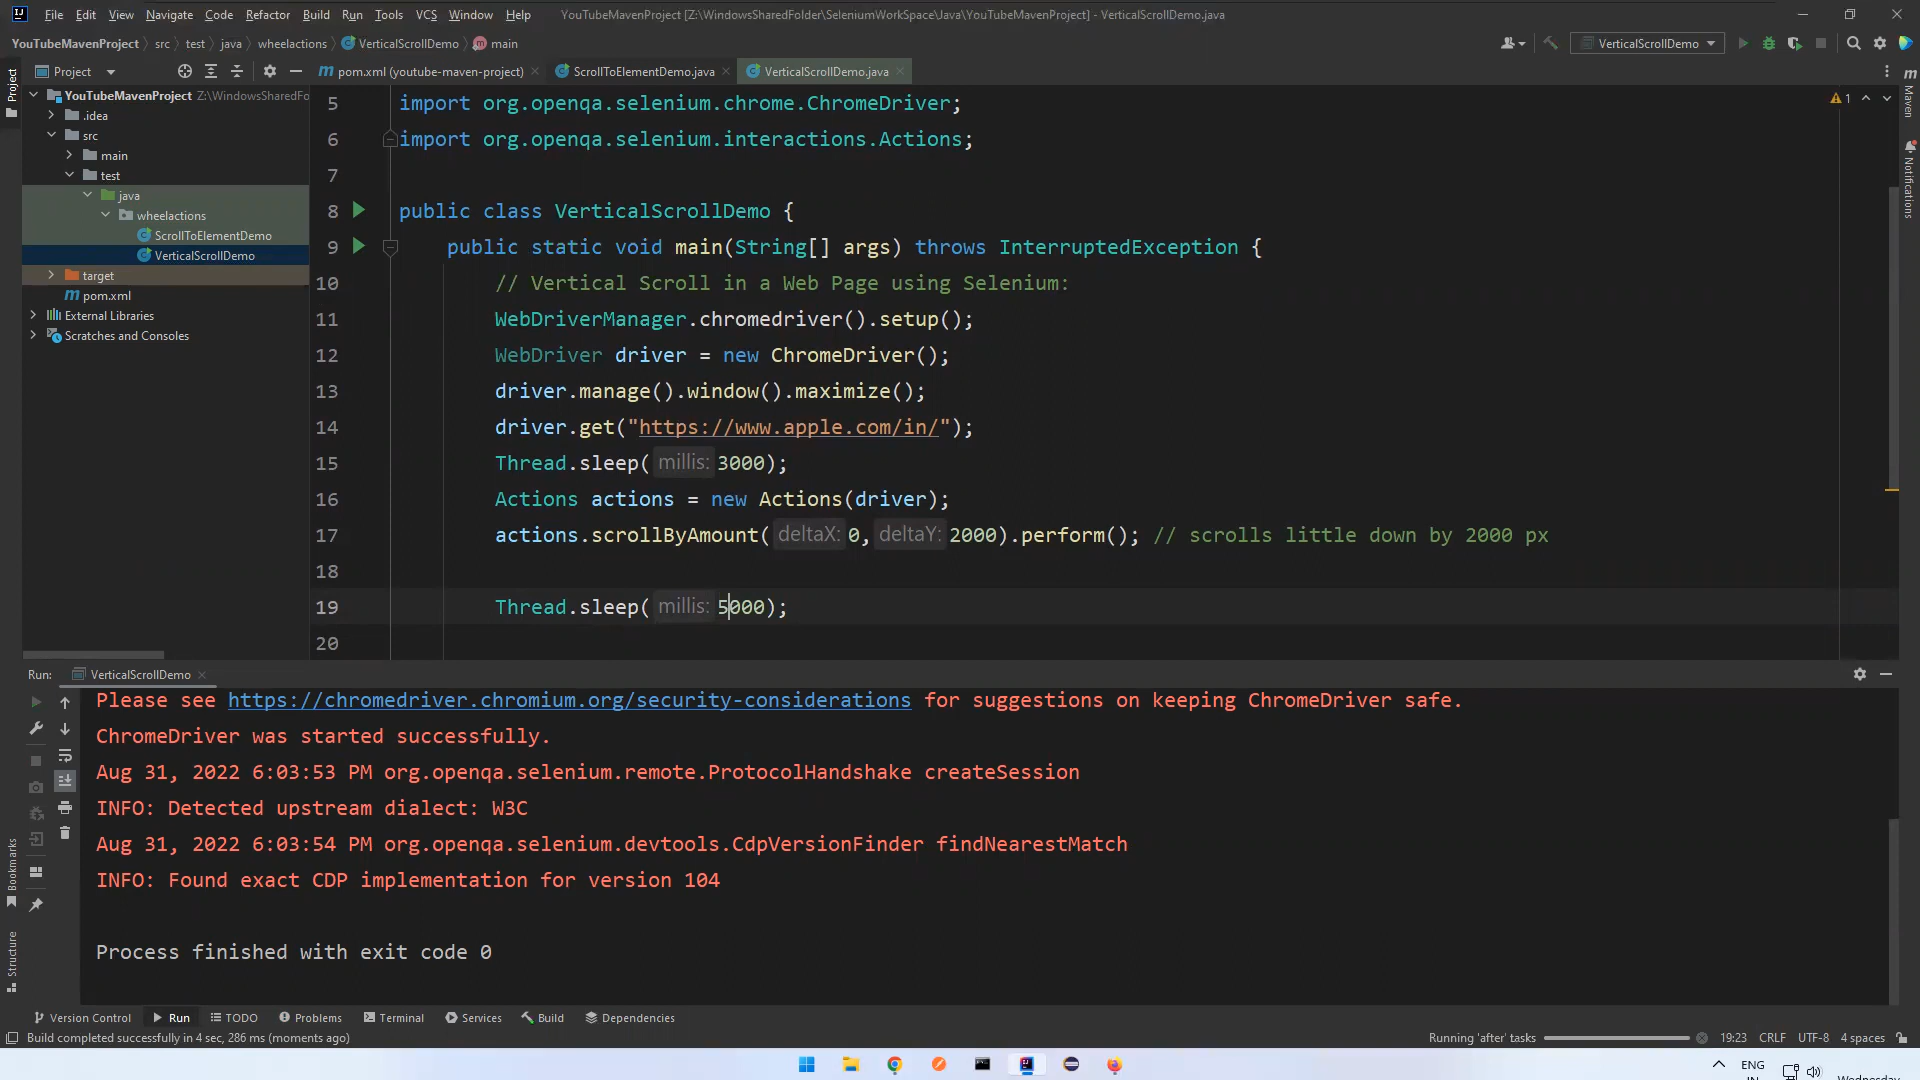 File Edit View Navigate Code Refactor Build Run Tools VCS Window Help YouTubeMavenProject [Z:\WindowsSharedFolder\SeleniumWorkSpace\Java\YouTubeMavenProject] - VerticalScrollDemo.java
YouTubeMavenProject src test java wheelactions VerticalScrollDemo main VerticalScrollDemo
Project pom.xml (youtube-maven-project) ScrollToElementDemo.java VerticalScrollDemo.java
Project
Maven
Notifications
YouTubeMavenProject Z:\WindowsSharedFo
.idea
src
main
test
java
wheelactions
ScrollToElementDemo
VerticalScrollDemo
target
pom.xml
External Libraries
Scratches and Consoles
1
5 import org.openqa.selenium.chrome.ChromeDriver;
6 import org.openqa.selenium.interactions.Actions;
7
8 public class VerticalScrollDemo {
9 public static void main(String[] args) throws InterruptedException {
10 // Vertical Scroll in a Web Page using Selenium:
11 WebDriverManager.chromedriver().setup();
12 WebDriver driver = new ChromeDriver();
13 driver.manage().window().maximize();
14 driver.get("https://www.apple.com/in/");
15 Thread.sleep( millis: 3000);
16 Actions actions = new Actions(driver);
17 actions.scrollByAmount( deltaX: 0, deltaY: 2000).perform(); // scrolls little down by 2000 px
18
19 Thread.sleep( millis: 5000);
20
Run: VerticalScrollDemo
Please see https://chromedriver.chromium.org/security-considerations for suggestions on keeping ChromeDriver safe.
ChromeDriver was started successfully.
Aug 31, 2022 6:03:53 PM org.openqa.selenium.remote.ProtocolHandshake createSession
INFO: Detected upstream dialect: W3C
Aug 31, 2022 6:03:54 PM org.openqa.selenium.devtools.CdpVersionFinder findNearestMatch
INFO: Found exact CDP implementation for version 104
Process finished with exit code 0
Bookmarks
Structure
Version Control Run TODO Problems Terminal Services Build Dependencies
Build completed successfully in 4 sec, 286 ms (moments ago) Running 'after' tasks 19:23 CRLF UTF-8 4 spaces
ENG